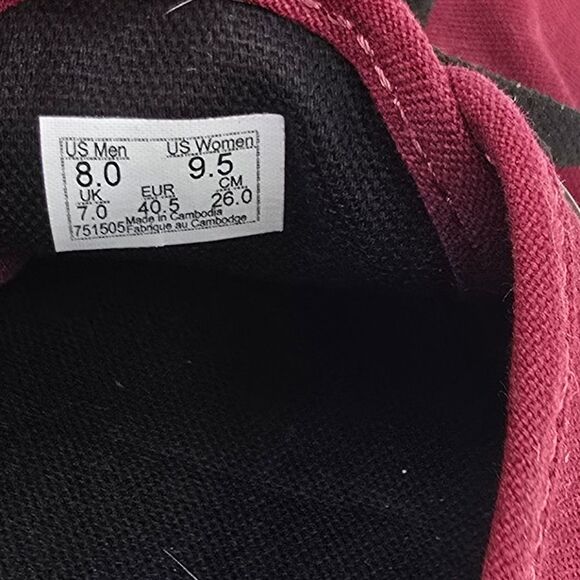 US Men US Women
8.0 9.5
UK EUR CM
7.0 40.5 26.0
Made in Cambodia
751505 Fabrique au Cambodge